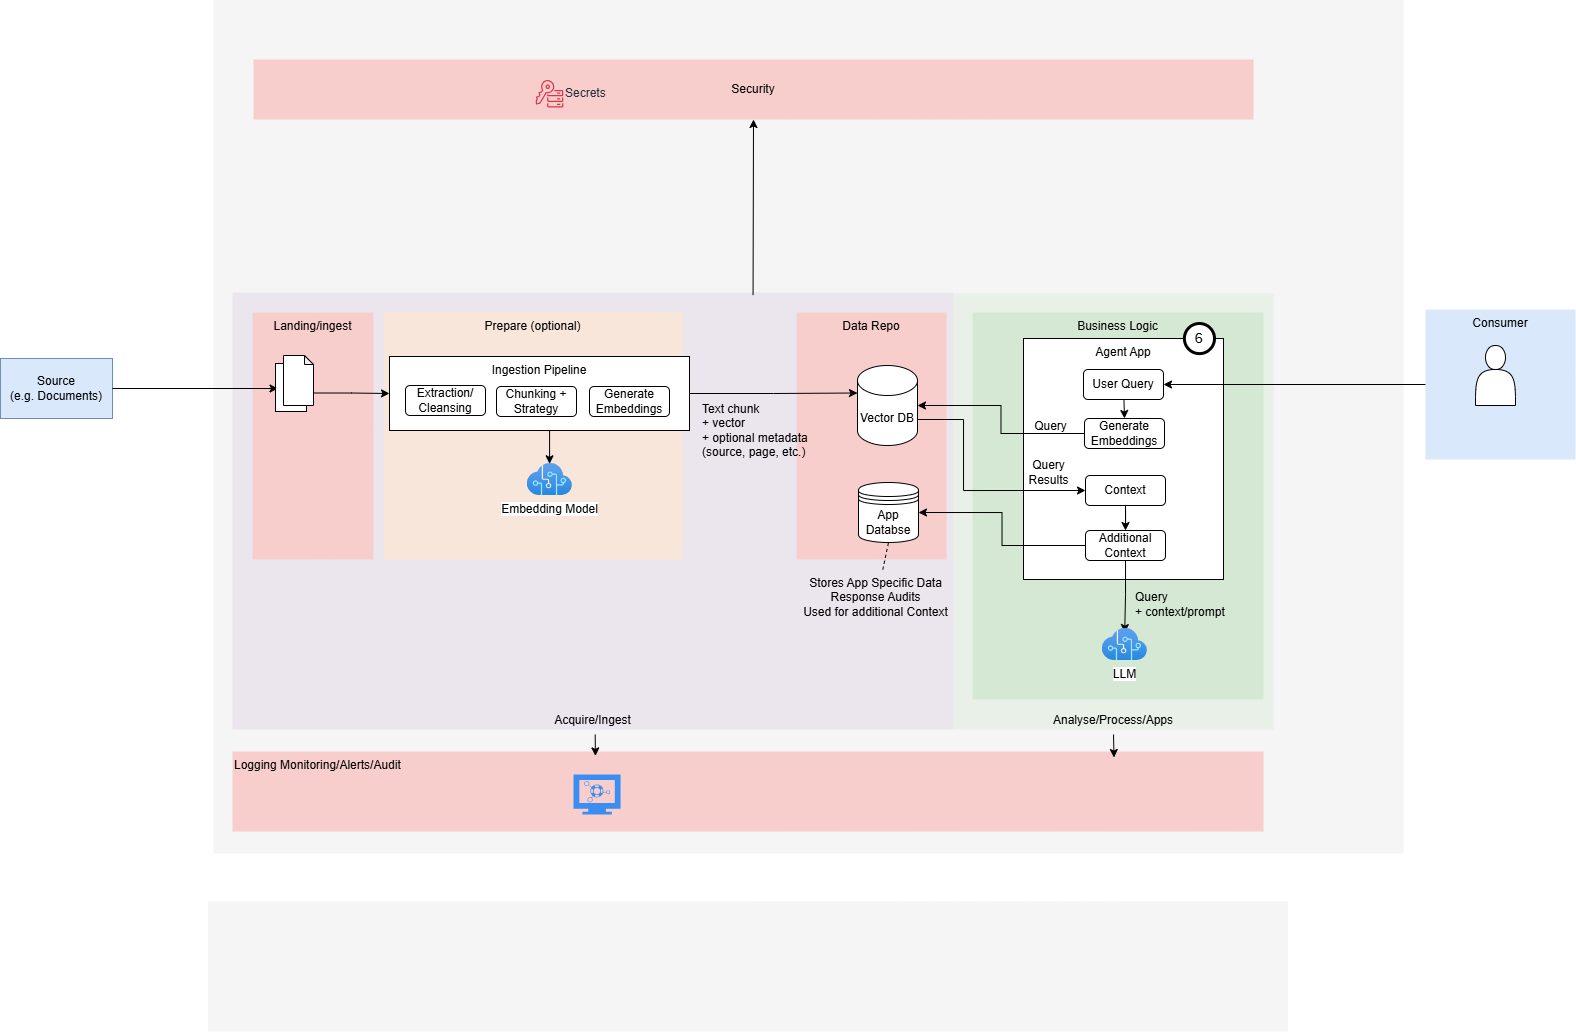 Secrets
Security
Source
(e.g. Documents)
Landing/ingest
Prepare (optional)
Ingestion Pipeline
Extraction/
Cleansing
Chunking +
Strategy
Generate
Embeddings
Embedding Model
Text chunk
+ vector
+ optional metadata
(source, page, etc.)
Data Repo
Vector DB
App
Databse
Stores App Specific Data
Response Audits
Used for additional Context
Business Logic
6
Agent App
User Query
Generate
Embeddings
Query
Query
Results
Context
Additional
Context
Query
+ context/prompt
LLM
Consumer
Acquire/Ingest
Analyse/Process/Apps
Logging Monitoring/Alerts/Audit